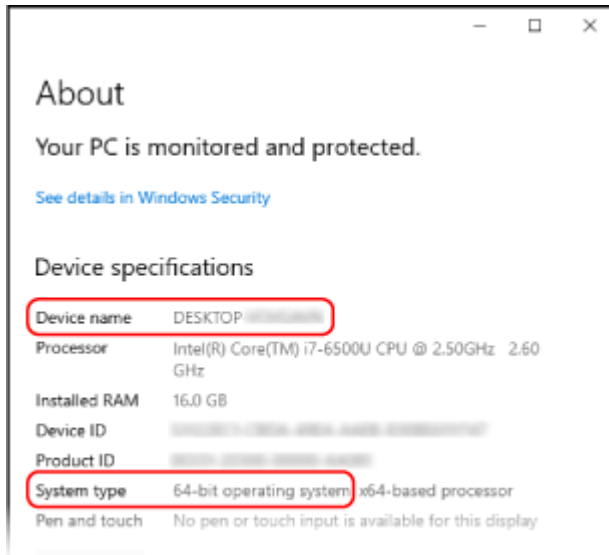 About
Your PC is monitored and protected.
See details in Windows Security
Device specifications
Device name DESKTOP
Processor Intel(R) Core(TM) i7-6500U CPU @ 2.50GHz 2.60
GHz
Installed RAM 16.0 GB
Device ID
Product ID
System type 64-bit operating system, x64-based processor
Pen and touch No pen or touch input is available for this display